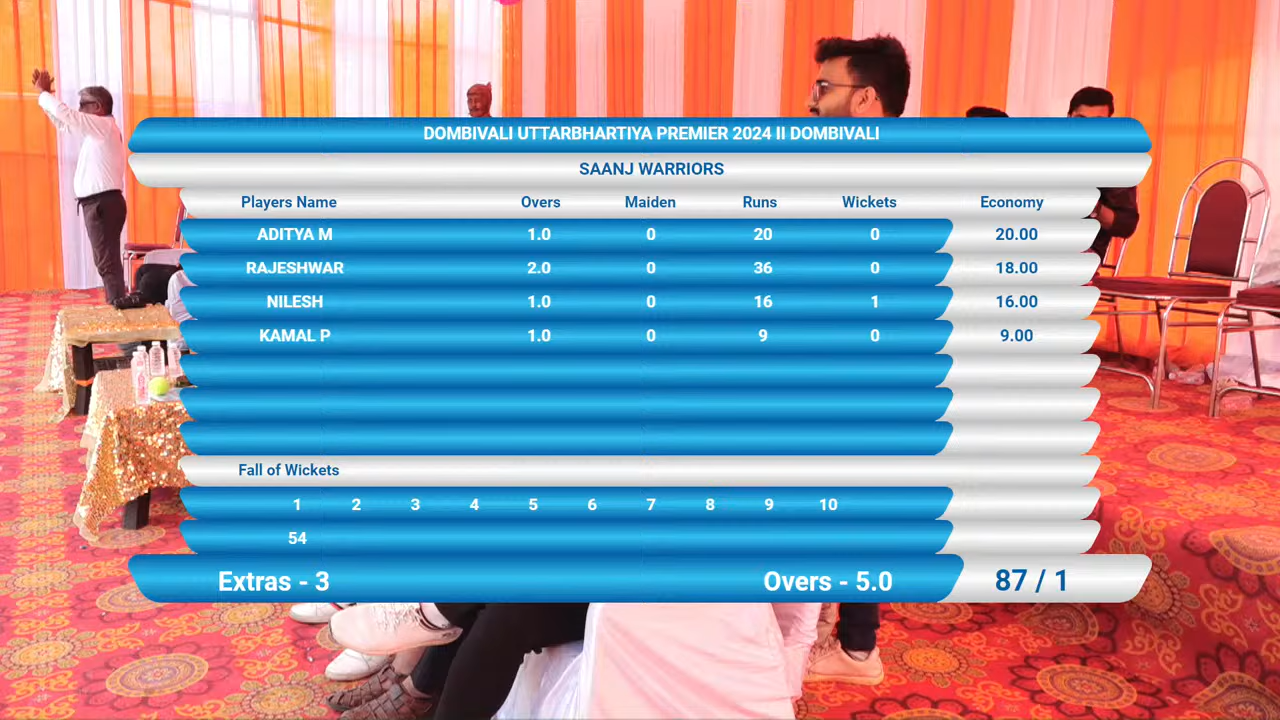 DOMBIVALI UTTARBHARTIYA PREMIER 2024 II DOMBIVALI
SAANJ WARRIORS
Players Name Overs Maiden Runs Wickets Economy
ADITYA M 1.0 0 20 0 20.00
RAJESHWAR 2.0 0 36 0 18.00
NILESH 1.0 0 16 1 16.00
KAMAL P 1.0 0 9 0 9.00
Fall of Wickets
1 2 3 4 5 6 7 8 9 10
54
Extras - 3 Overs - 5.0 87 / 1